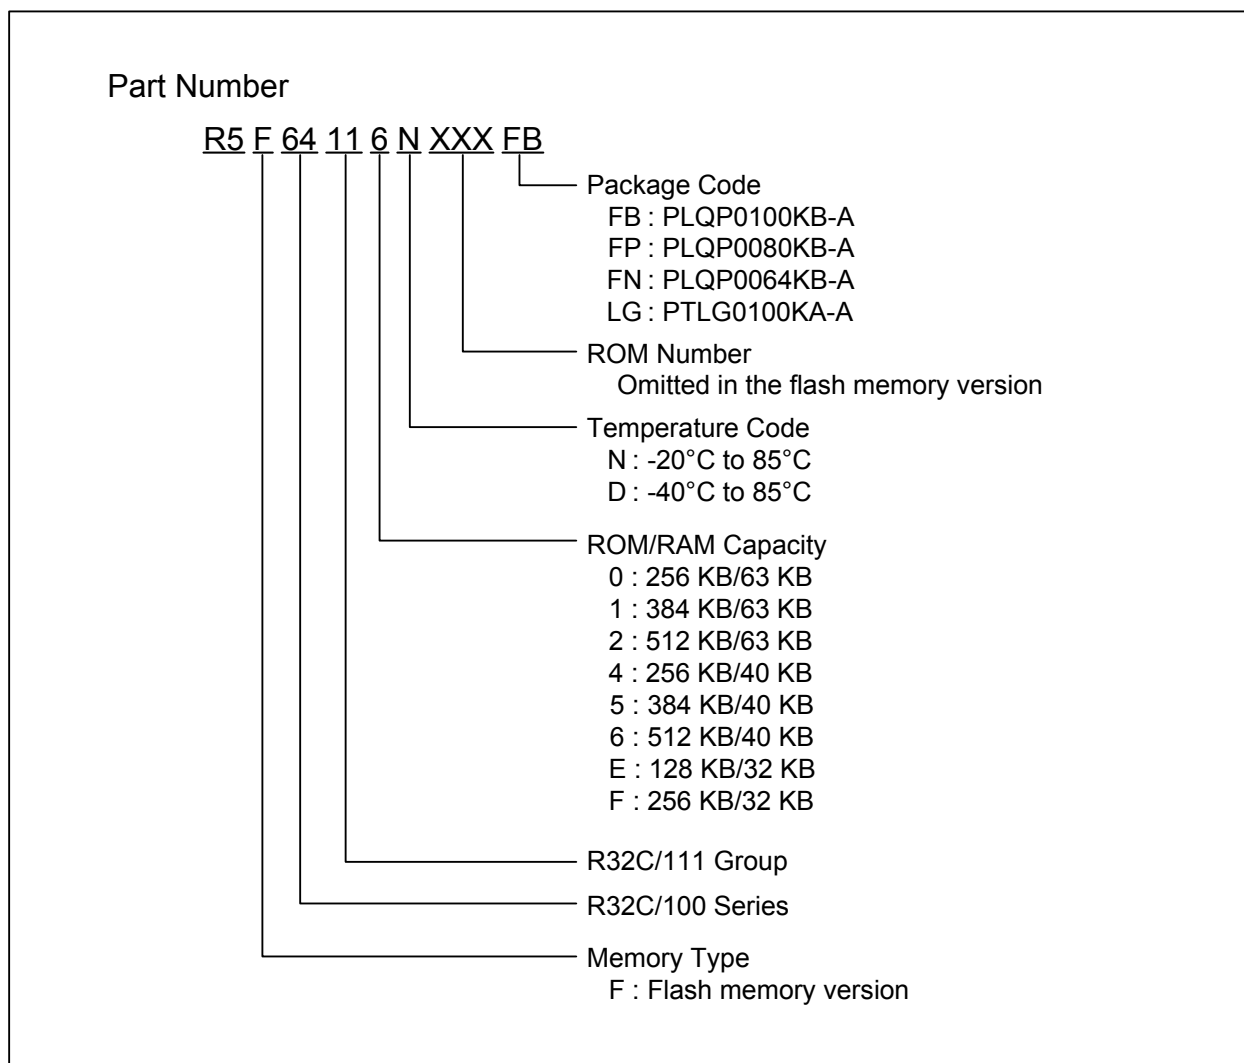 Part Number
R5 F 64 11 6 N XXX FB
Package Code
FB : PLQP0100KB-A
FP : PLQP0080KB-A
FN : PLQP0064KB-A
LG : PTLG0100KA-A
ROM Number
Omitted in the flash memory version
Temperature Code
N : -20°C to 85°C
D : -40°C to 85°C
ROM/RAM Capacity
0 : 256 KB/63 KB
1 : 384 KB/63 KB
2 : 512 KB/63 KB
4 : 256 KB/40 KB
5 : 384 KB/40 KB
6 : 512 KB/40 KB
E : 128 KB/32 KB
F : 256 KB/32 KB
R32C/111 Group
R32C/100 Series
Memory Type
F : Flash memory version